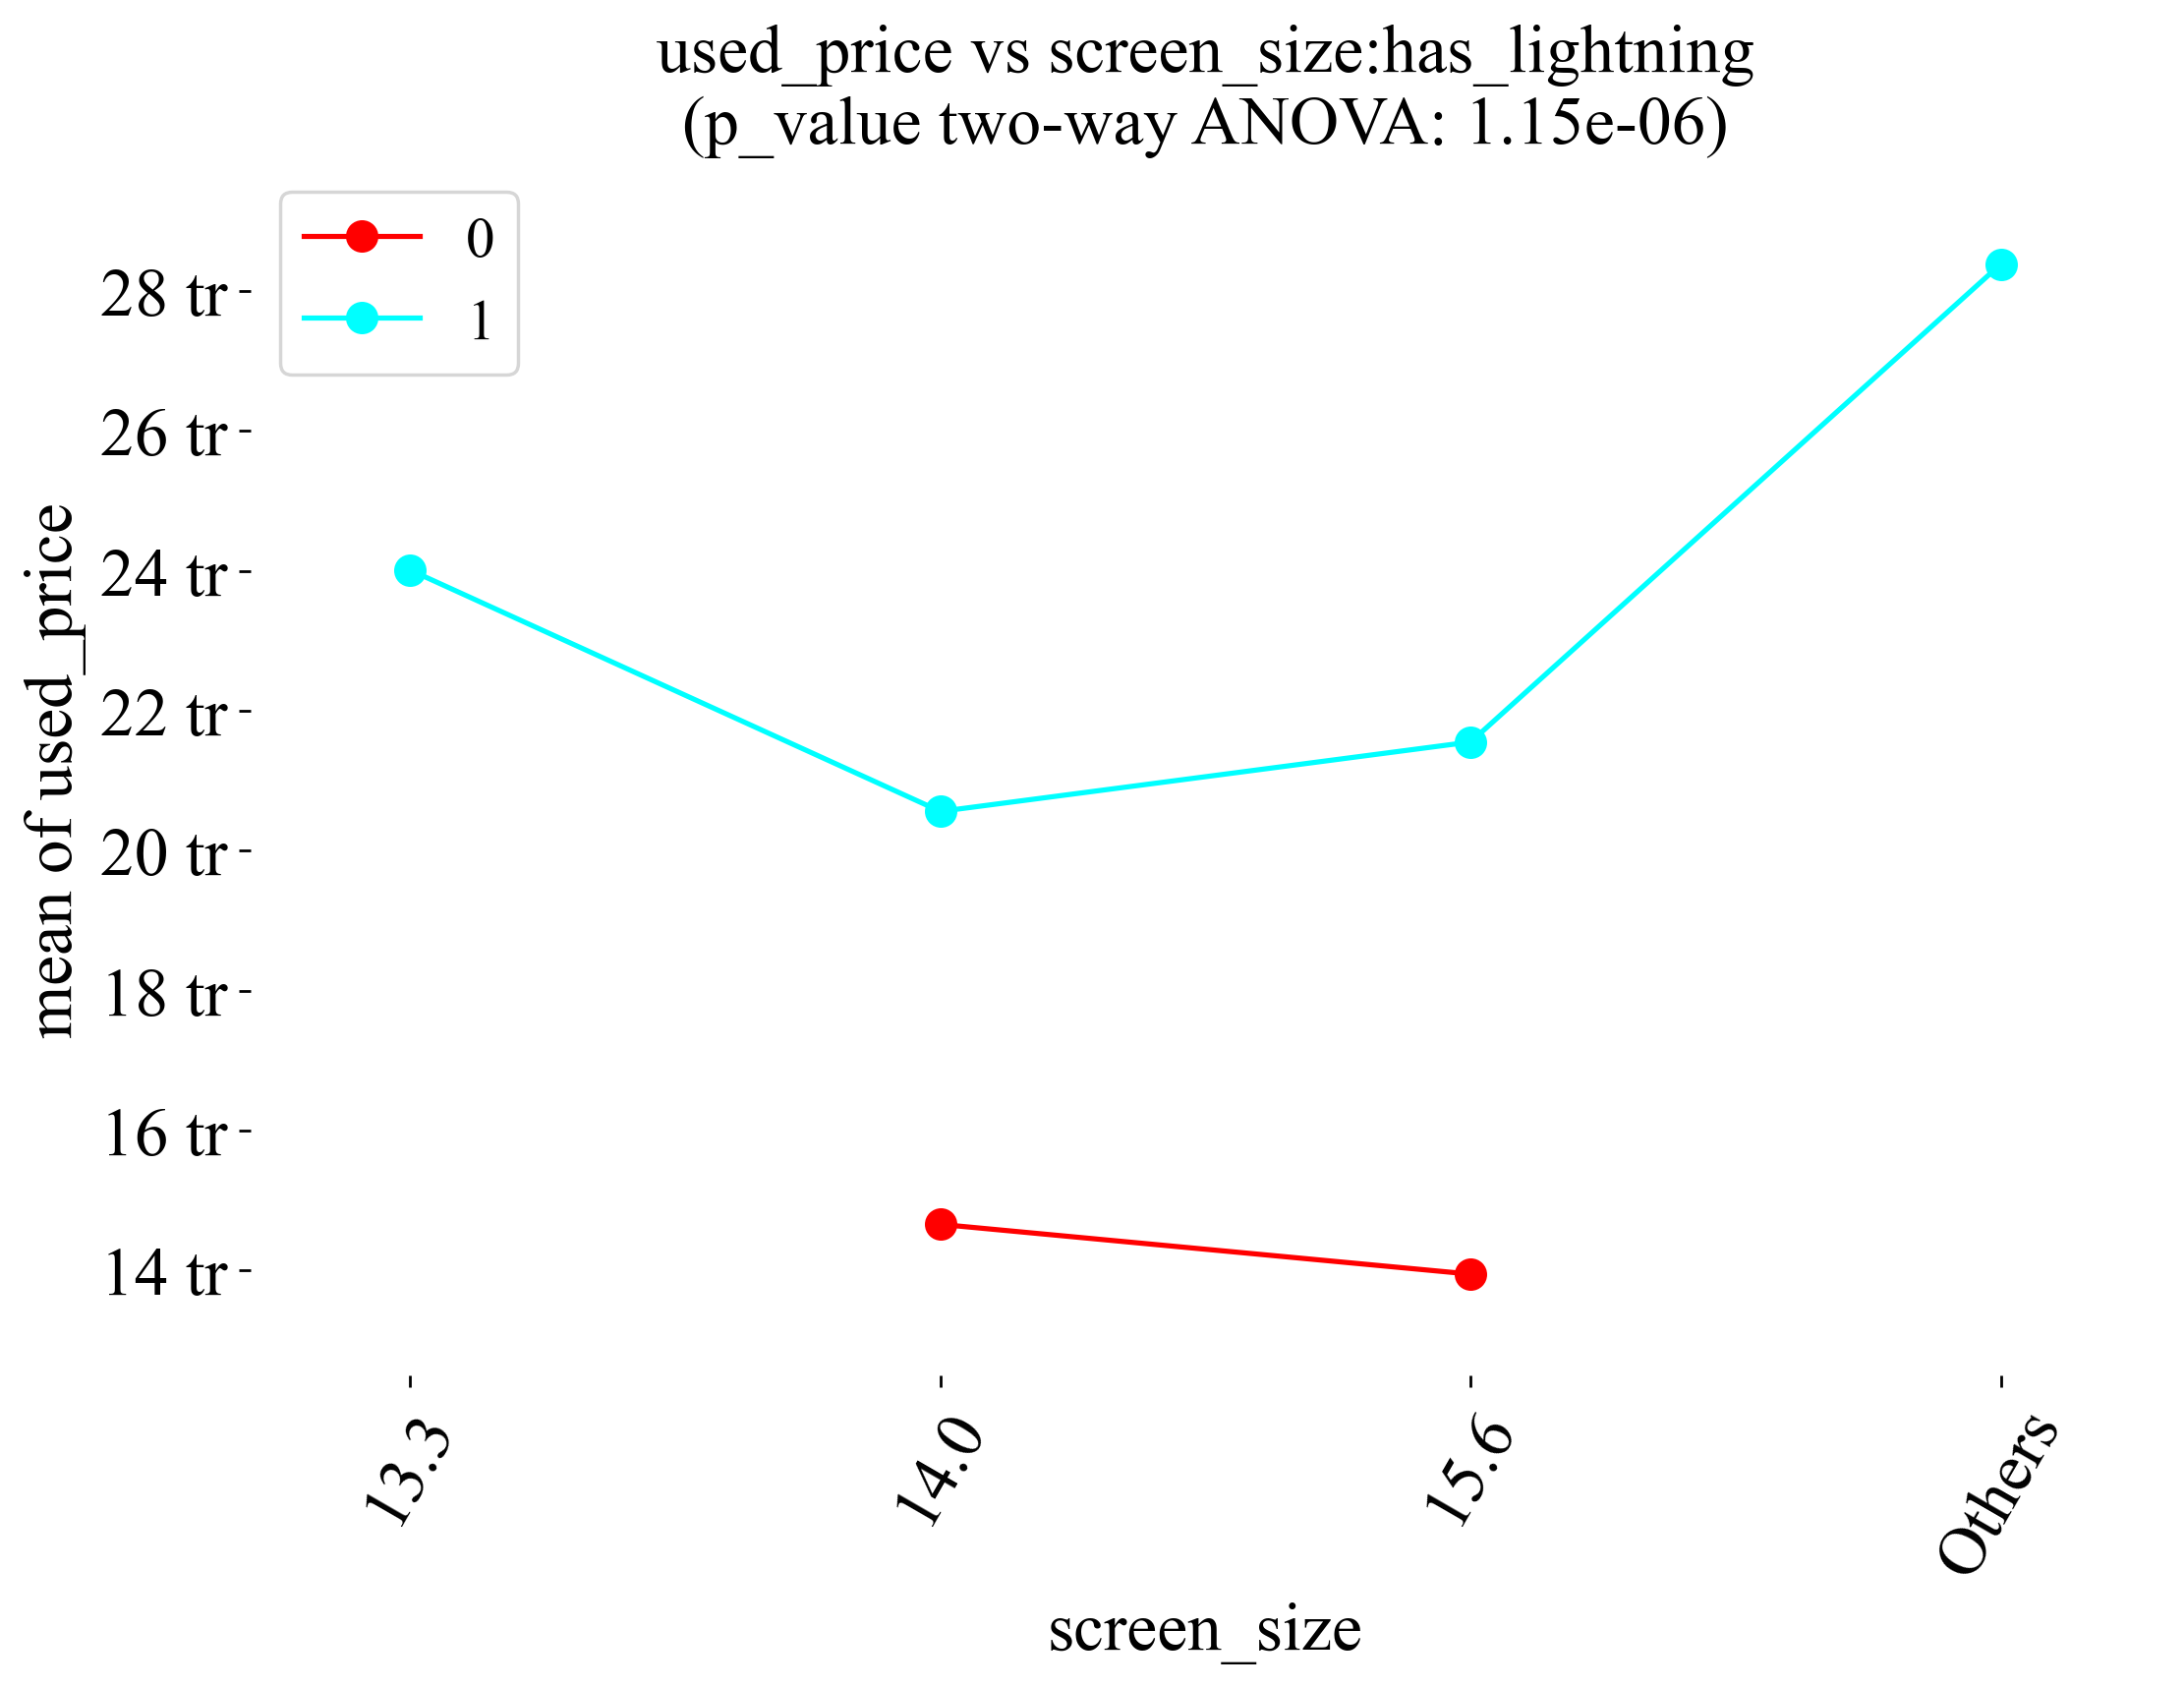 used_price vs screen_size:has_lightning
(p_value two-way ANOVA: 1.15e-06)
0
1
28 tr
26 tr
24 tr
22 tr
20 tr
18 tr
16 tr
14 tr
mean of used_price
13.3
14.0
15.6
Others
screen_size